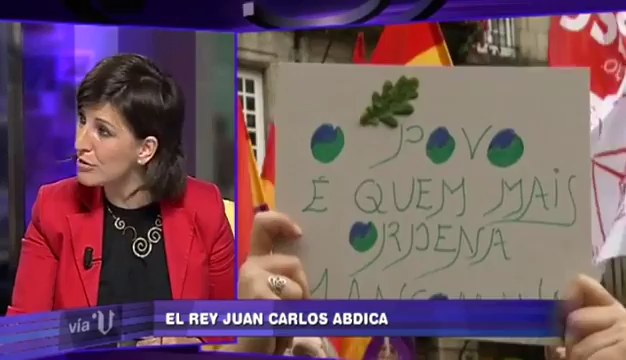 O POVO
É QUEM MAIS
ORDENA
vía V
EL REY JUAN CARLOS ABDICA